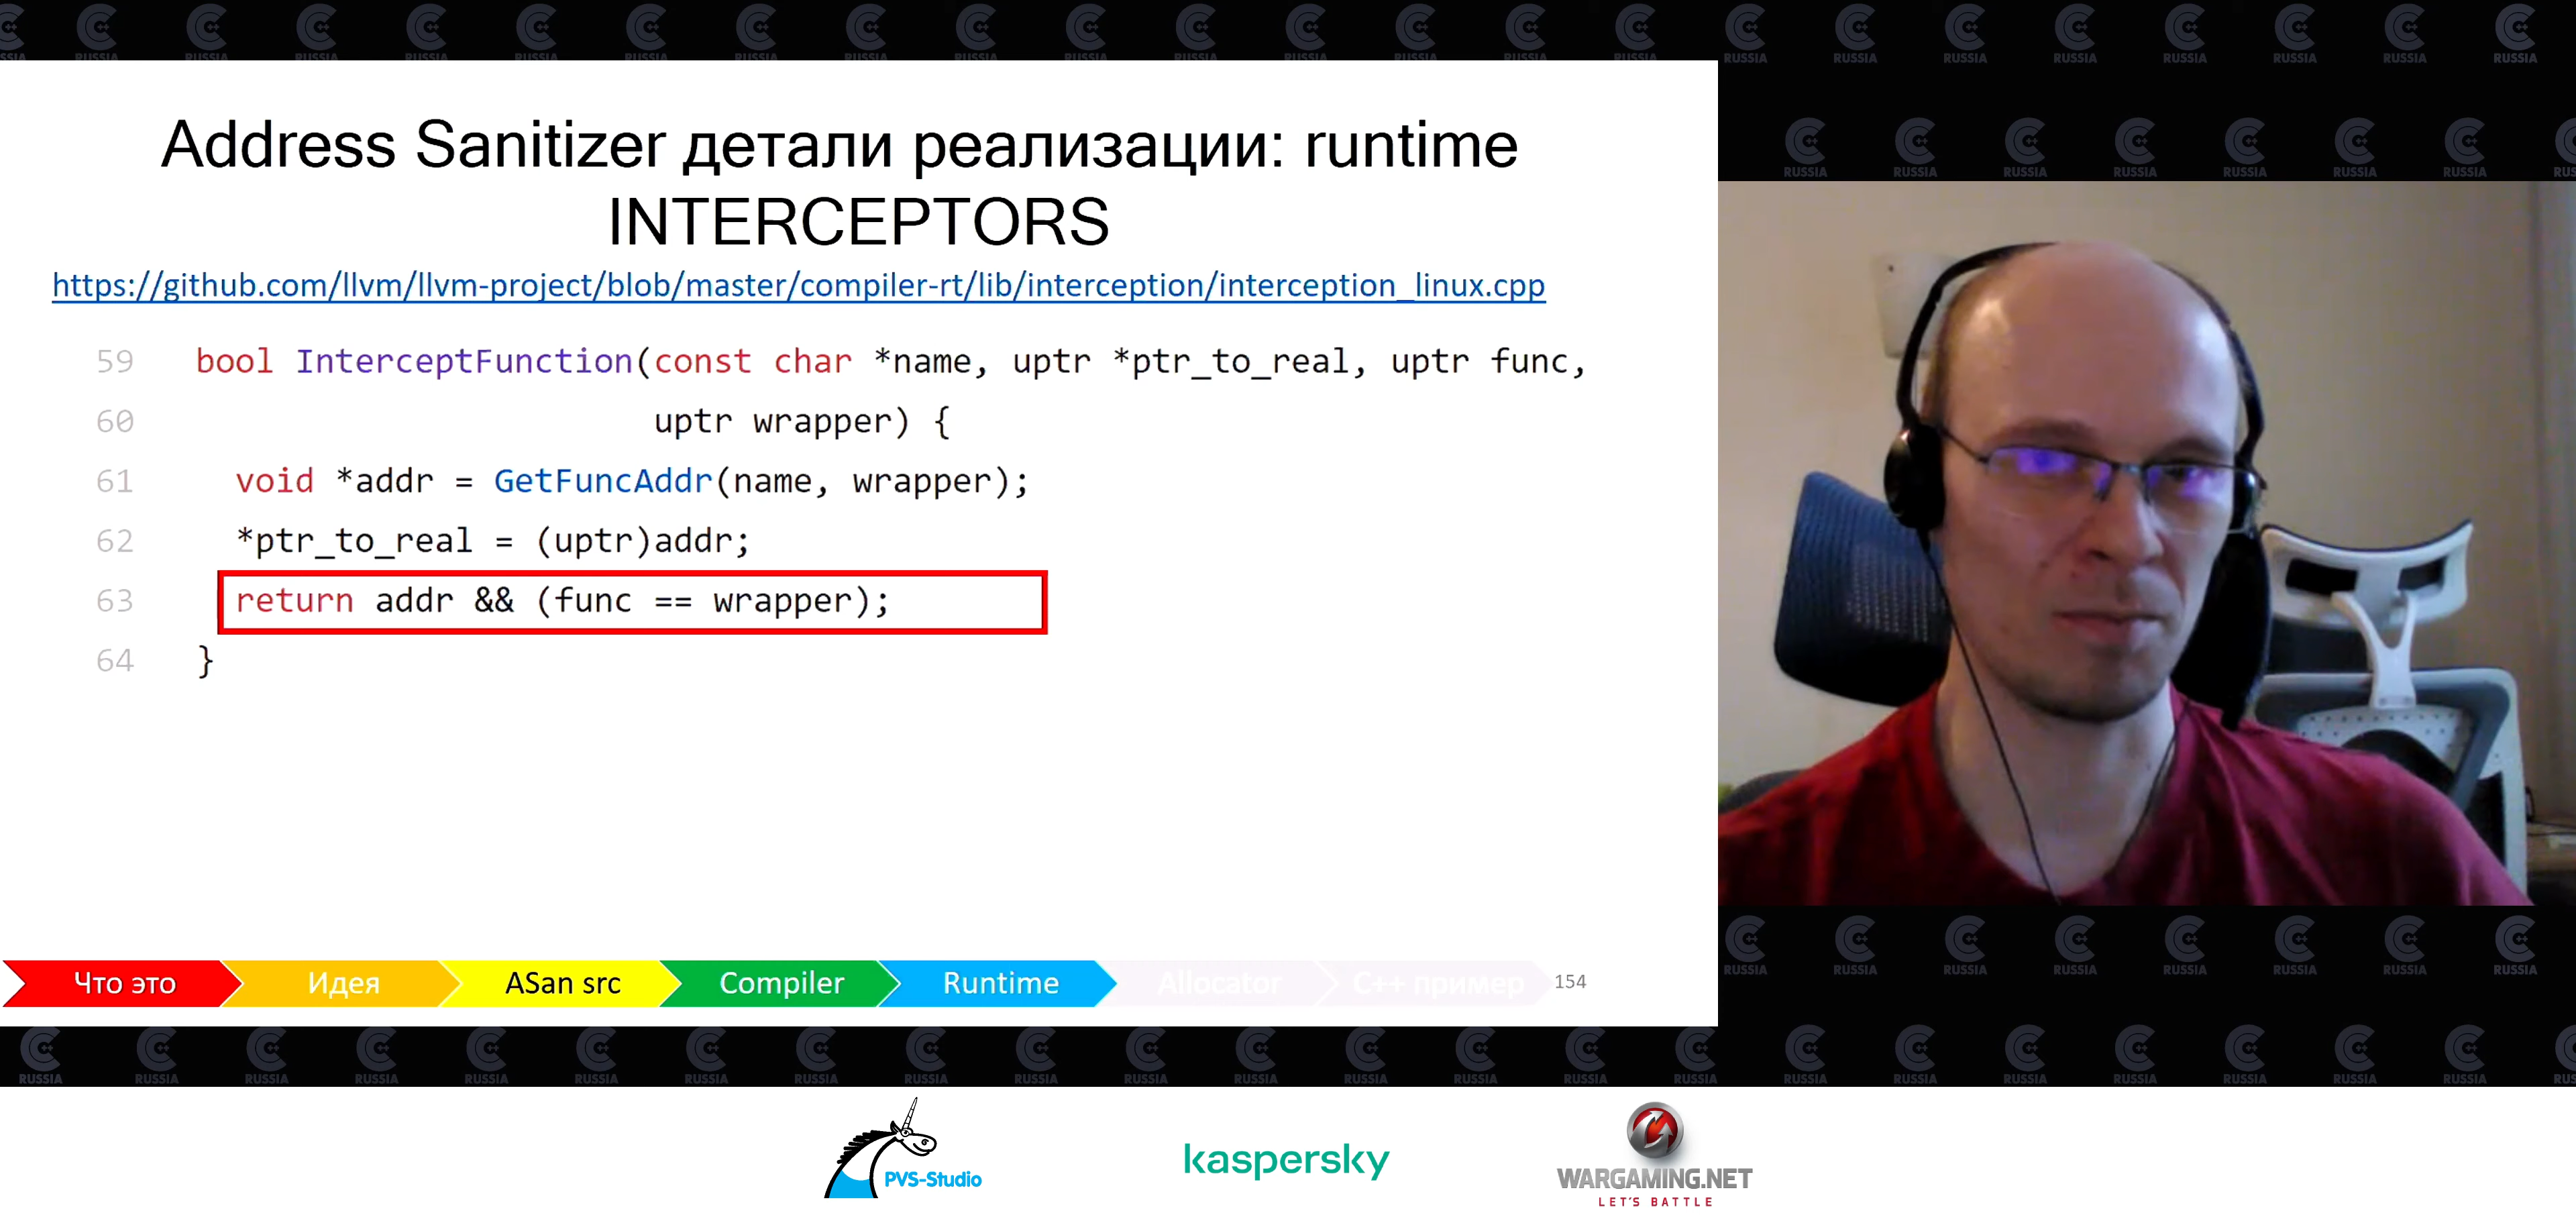 Address Sanitizer детали реализации: runtime
INTERCEPTORS
https://github.com/llvm/llvm-project/blob/master/compiler-rt/lib/interception/interception_linux.cpp
59 bool InterceptFunction(const char *name, uptr *ptr_to_real, uptr func,
60 uptr wrapper) {
61 void *addr = GetFuncAddr(name, wrapper);
62 *ptr_to_real = (uptr)addr;
63 return addr && (func == wrapper);
64 }
Что это
Идея
ASan src
Compiler
Runtime
Allocator
C++ пример
154
PVS-Studio
kaspersky
WARGAMING.NET
LET'S BATTLE